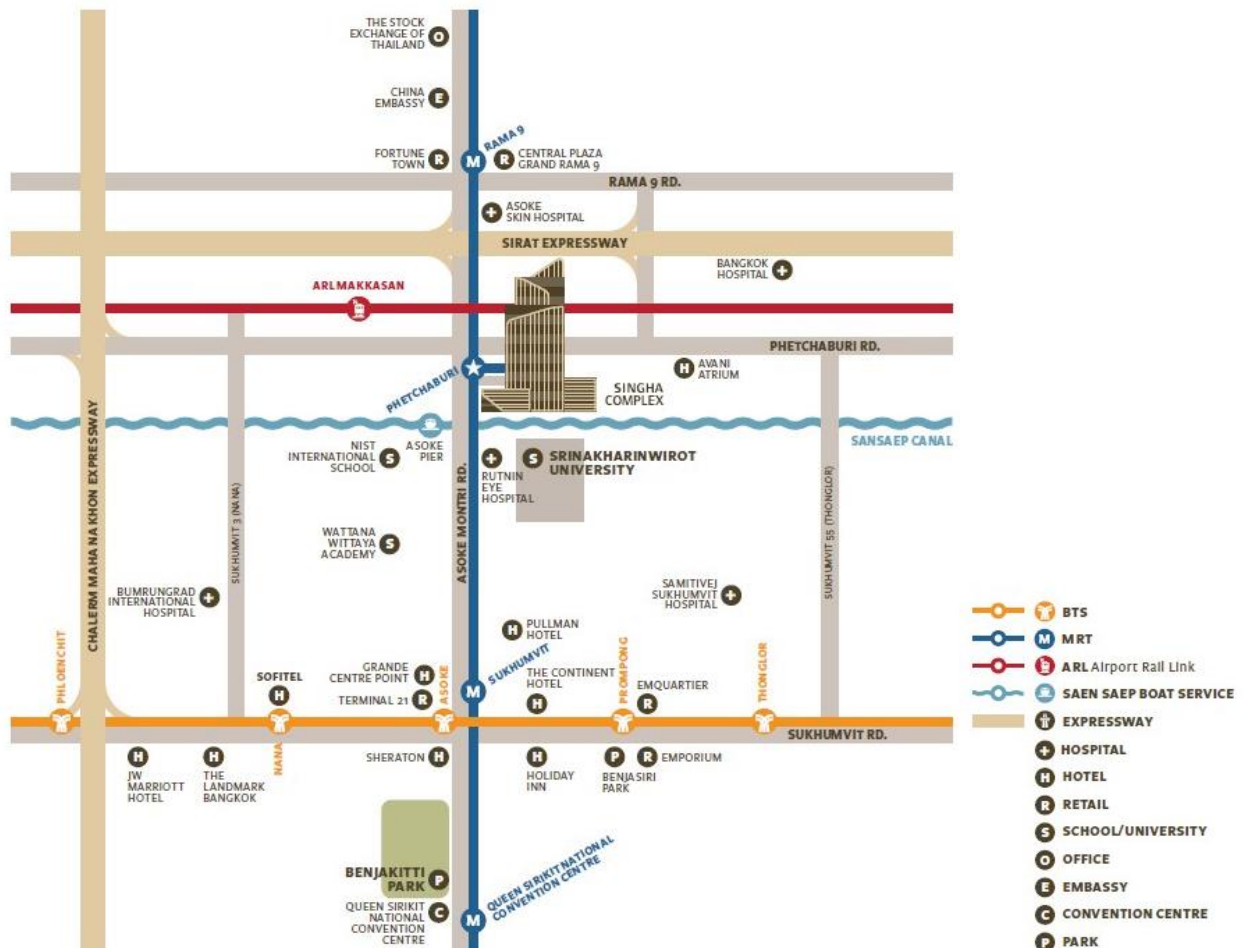 THE STOCK
EXCHANGE OF
THAILAND
O
CHINA
EMBASSY
E
RAMA 9
FORTUNE
TOWN
R
M
R
CENTRAL PLAZA
GRAND RAMA 9
RAMA 9 RD.
ASOKE
SKIN HOSPITAL
SIRAT EXPRESSWAY
BANGKOK
HOSPITAL
ARLMAKKASAN
PHETCHABURI RD.
PHETCHABURI
H
AVANI
ATRIUM
SINGHA
COMPLEX
SANSAEP CANAL
CHALERM MAHA NAKHON EXPRESSWAY
SUKHUMVIT 3 (NANA)
NIST
INTERNATIONAL
SCHOOL
S
ASOKE
PIER
ASOKE MONTRI RD.
RUTNIN
EYE
HOSPITAL
S
SRINAKHARINWIROT
UNIVERSITY
SUKHUMVIT 55 (THONGLOR)
WATTANA
WITTAYA
ACADEMY
S
BUMRUNGRAD
INTERNATIONAL
HOSPITAL
SAMITIVEJ
SUKHUMVIT
HOSPITAL
H
PULLMAN
HOTEL
PHLOENCHIT
SOFITEL
H
NANA
GRANDE
CENTRE POINT
H
TERMINAL 21
R
ASOKE
M
SUKHUMVIT
THE CONTINENT
HOTEL
H
PROMPONG
EMQUARTIER
R
THONGLOR
SUKHUMVIT RD.
H
JW
MARRIOTT
HOTEL
H
THE
LANDMARK
BANGKOK
SHERATON
H
H
HOLIDAY
INN
P
BENJASIRI
PARK
R
EMPORIUM
BENJAKITTI
PARK
P
QUEEN SIRIKIT
NATIONAL
CONVENTION
CENTRE
C
M
QUEEN SIRIKIT NATIONAL
CONVENTION CENTRE
BTS
M
MRT
ARL Airport Rail Link
SAEN SAEP BOAT SERVICE
EXPRESSWAY
HOSPITAL
H
HOTEL
R
RETAIL
S
SCHOOL/UNIVERSITY
O
OFFICE
E
EMBASSY
C
CONVENTION CENTRE
P
PARK